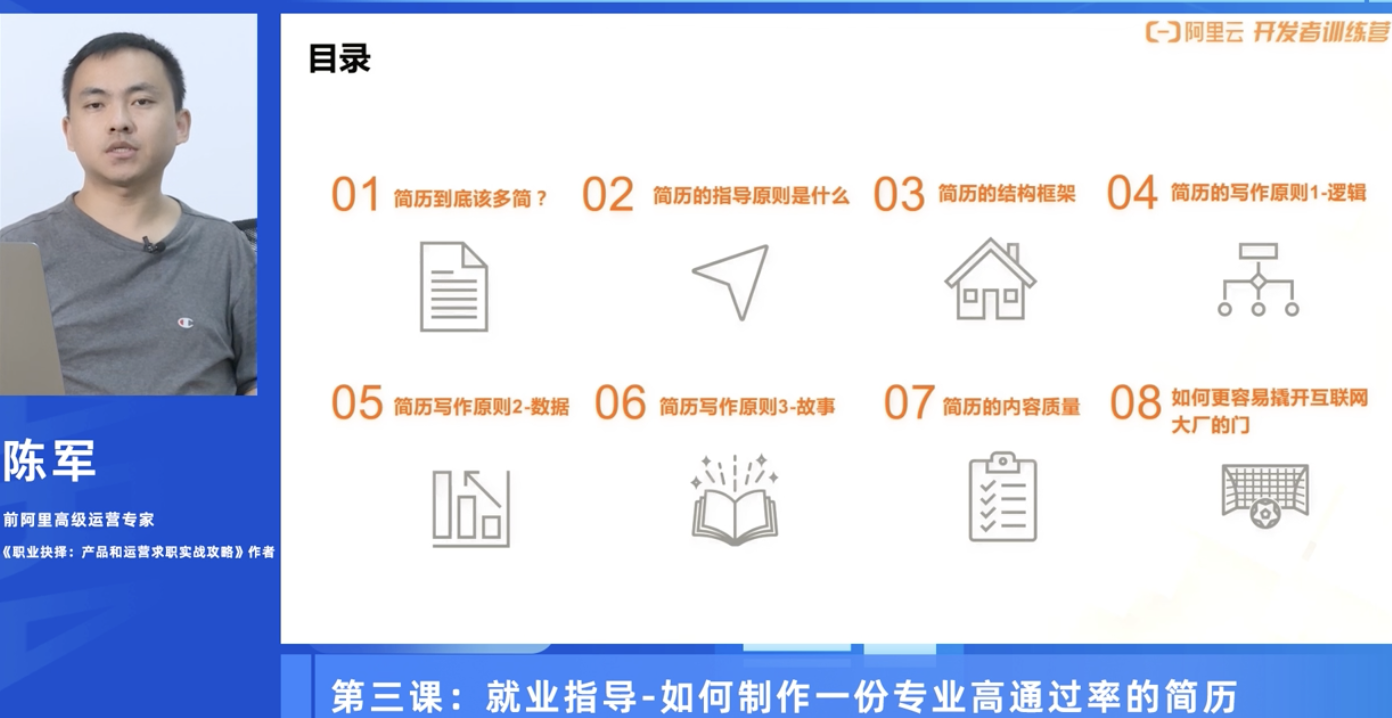 阿里云 开发者训练营
目录
01 简历到底该多简？
02 简历的指导原则是什么
03 简历的结构框架
04 简历的写作原则1-逻辑
05 简历写作原则2-数据
06 简历写作原则3-故事
07 简历的内容质量
08 如何更容易撬开互联网
大厂的门
陈军
前阿里高级运营专家
《职业抉择：产品和运营求职实战攻略》作者
第三课：就业指导-如何制作一份专业高通过率的简历